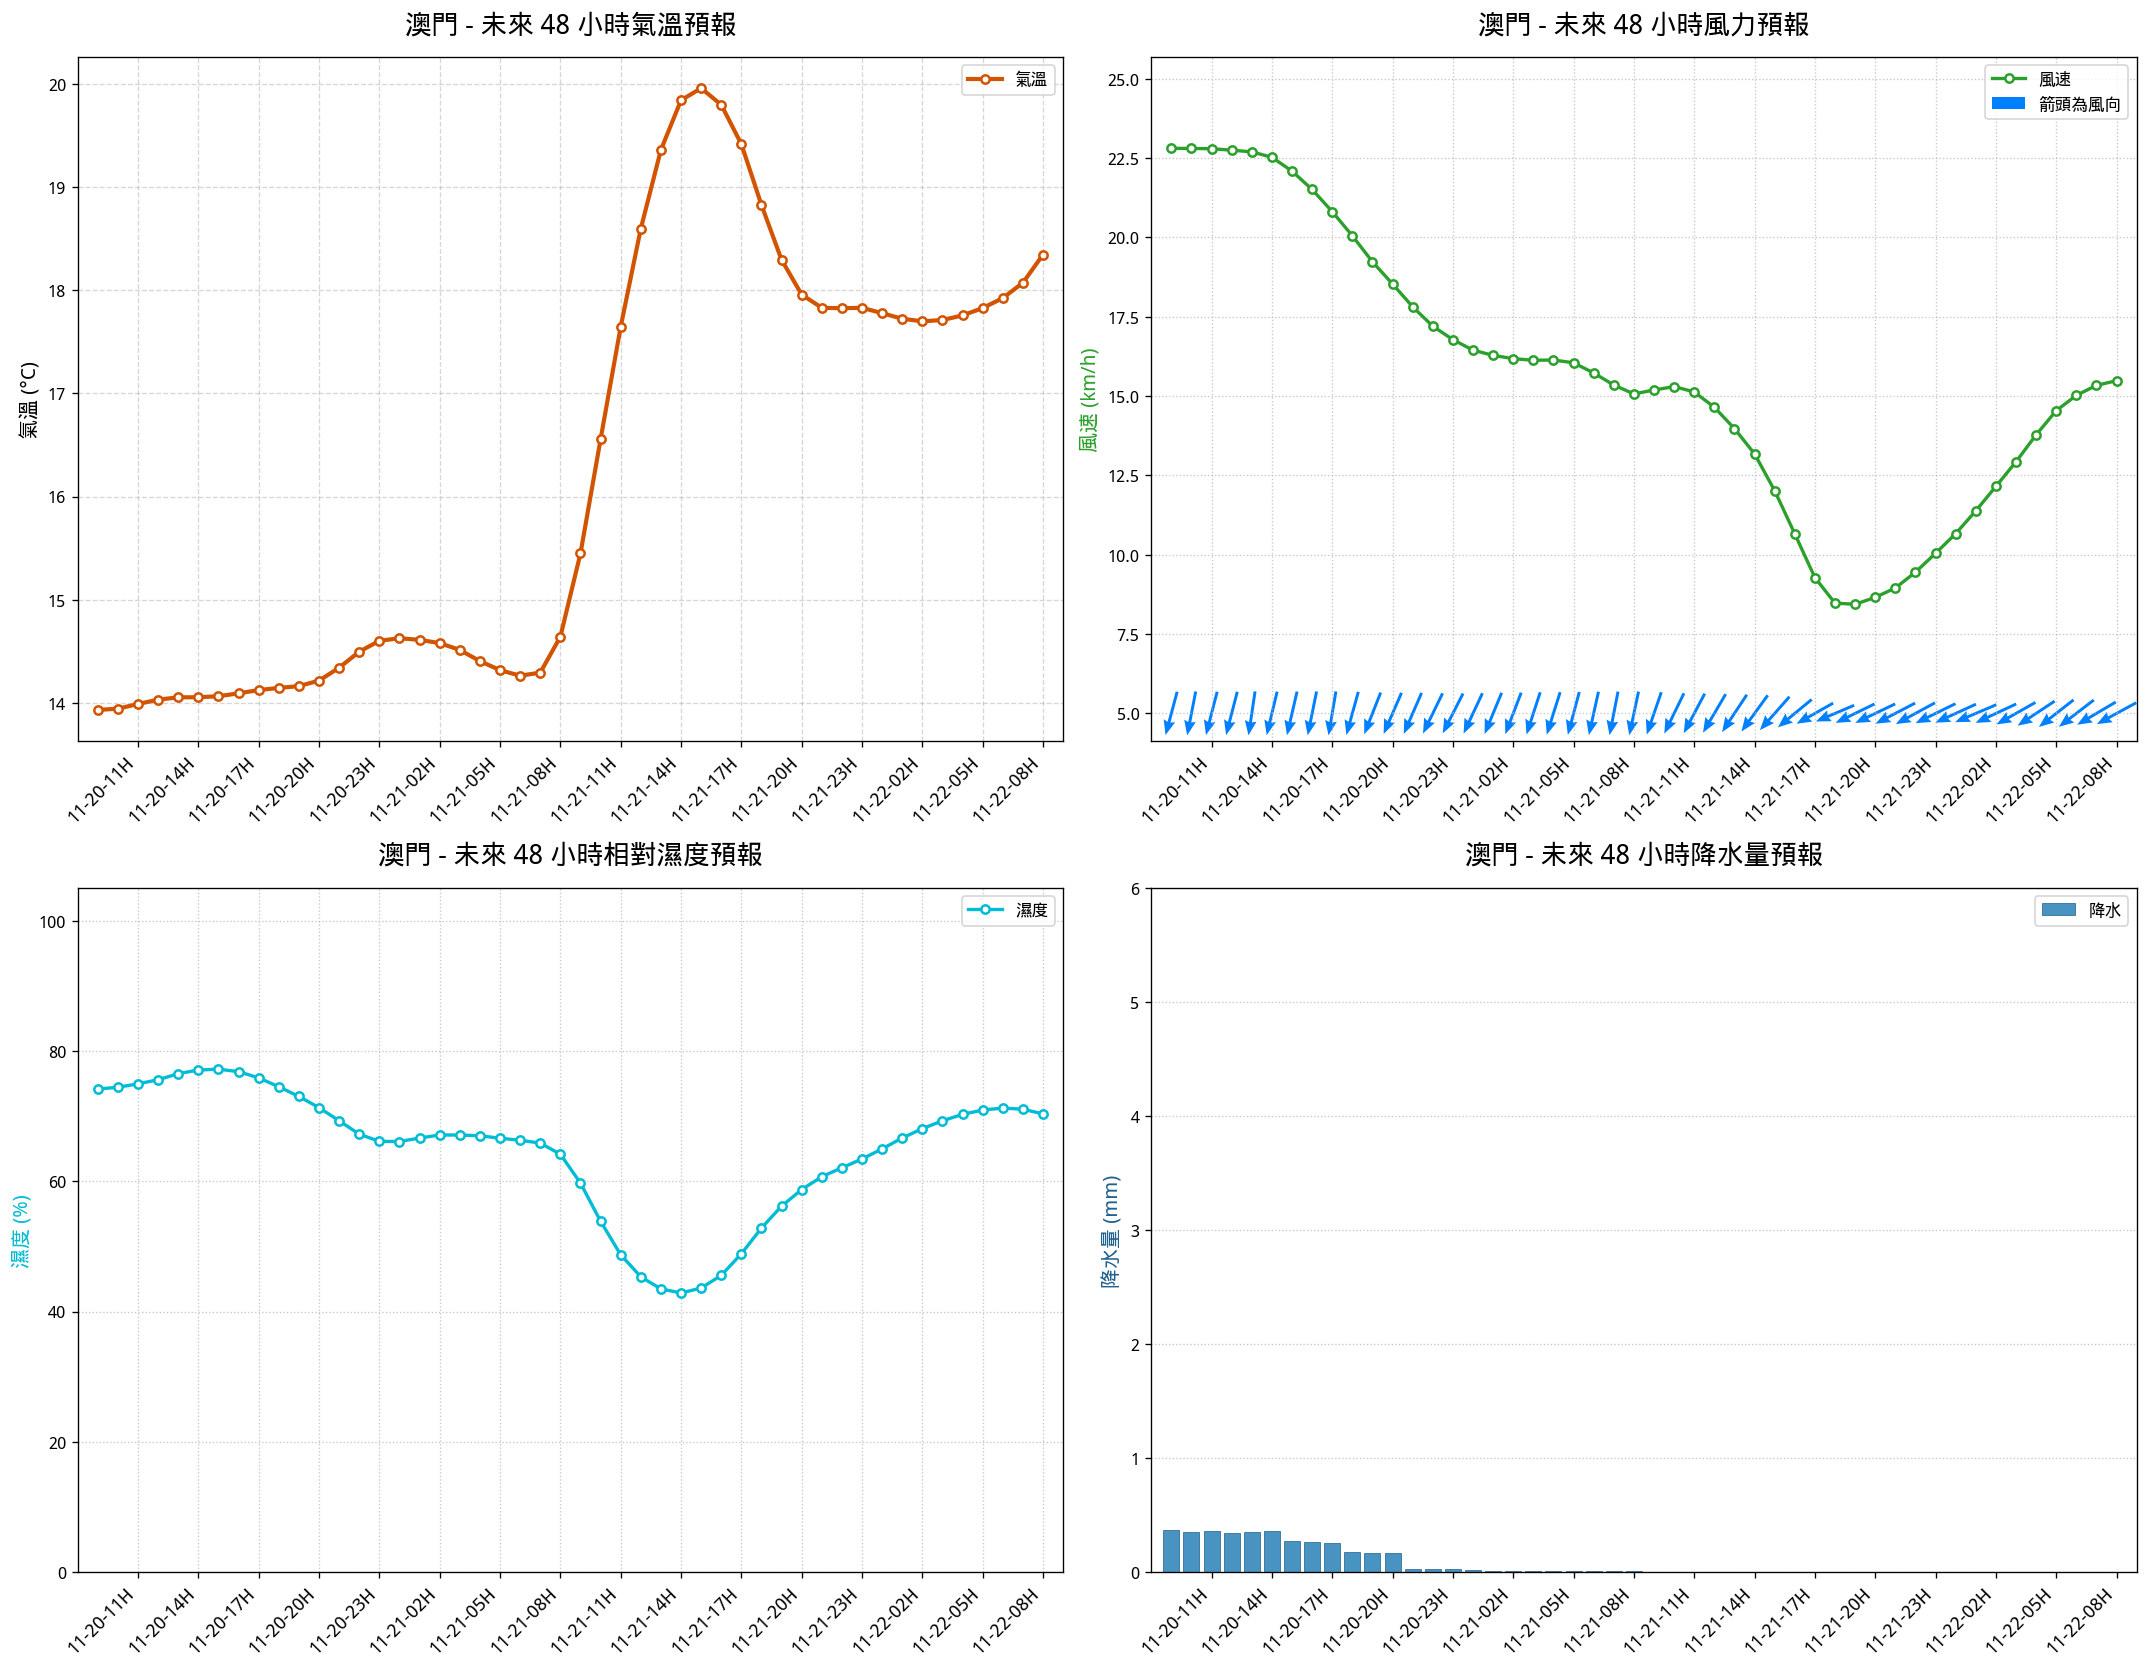 澳門 - 未來 48 小時氣溫預報
氣溫
氣溫 (°C)
20
19
18
17
16
15
14
11-20-11H
11-20-14H
11-20-17H
11-20-20H
11-20-23H
11-21-02H
11-21-05H
11-21-08H
11-21-11H
11-21-14H
11-21-17H
11-21-20H
11-21-23H
11-22-02H
11-22-05H
11-22-08H
澳門 - 未來 48 小時風力預報
風速
箭頭為風向
風速 (km/h)
25.0
22.5
20.0
17.5
15.0
12.5
10.0
7.5
5.0
11-20-11H
11-20-14H
11-20-17H
11-20-20H
11-20-23H
11-21-02H
11-21-05H
11-21-08H
11-21-11H
11-21-14H
11-21-17H
11-21-20H
11-21-23H
11-22-02H
11-22-05H
11-22-08H
澳門 - 未來 48 小時相對濕度預報
濕度
濕度 (%)
100
80
60
40
20
0
11-20-11H
11-20-14H
11-20-17H
11-20-20H
11-20-23H
11-21-02H
11-21-05H
11-21-08H
11-21-11H
11-21-14H
11-21-17H
11-21-20H
11-21-23H
11-22-02H
11-22-05H
11-22-08H
澳門 - 未來 48 小時降水量預報
降水
降水量 (mm)
6
5
4
3
2
1
0
11-20-11H
11-20-14H
11-20-17H
11-20-20H
11-20-23H
11-21-02H
11-21-05H
11-21-08H
11-21-11H
11-21-14H
11-21-17H
11-21-20H
11-21-23H
11-22-02H
11-22-05H
11-22-08H